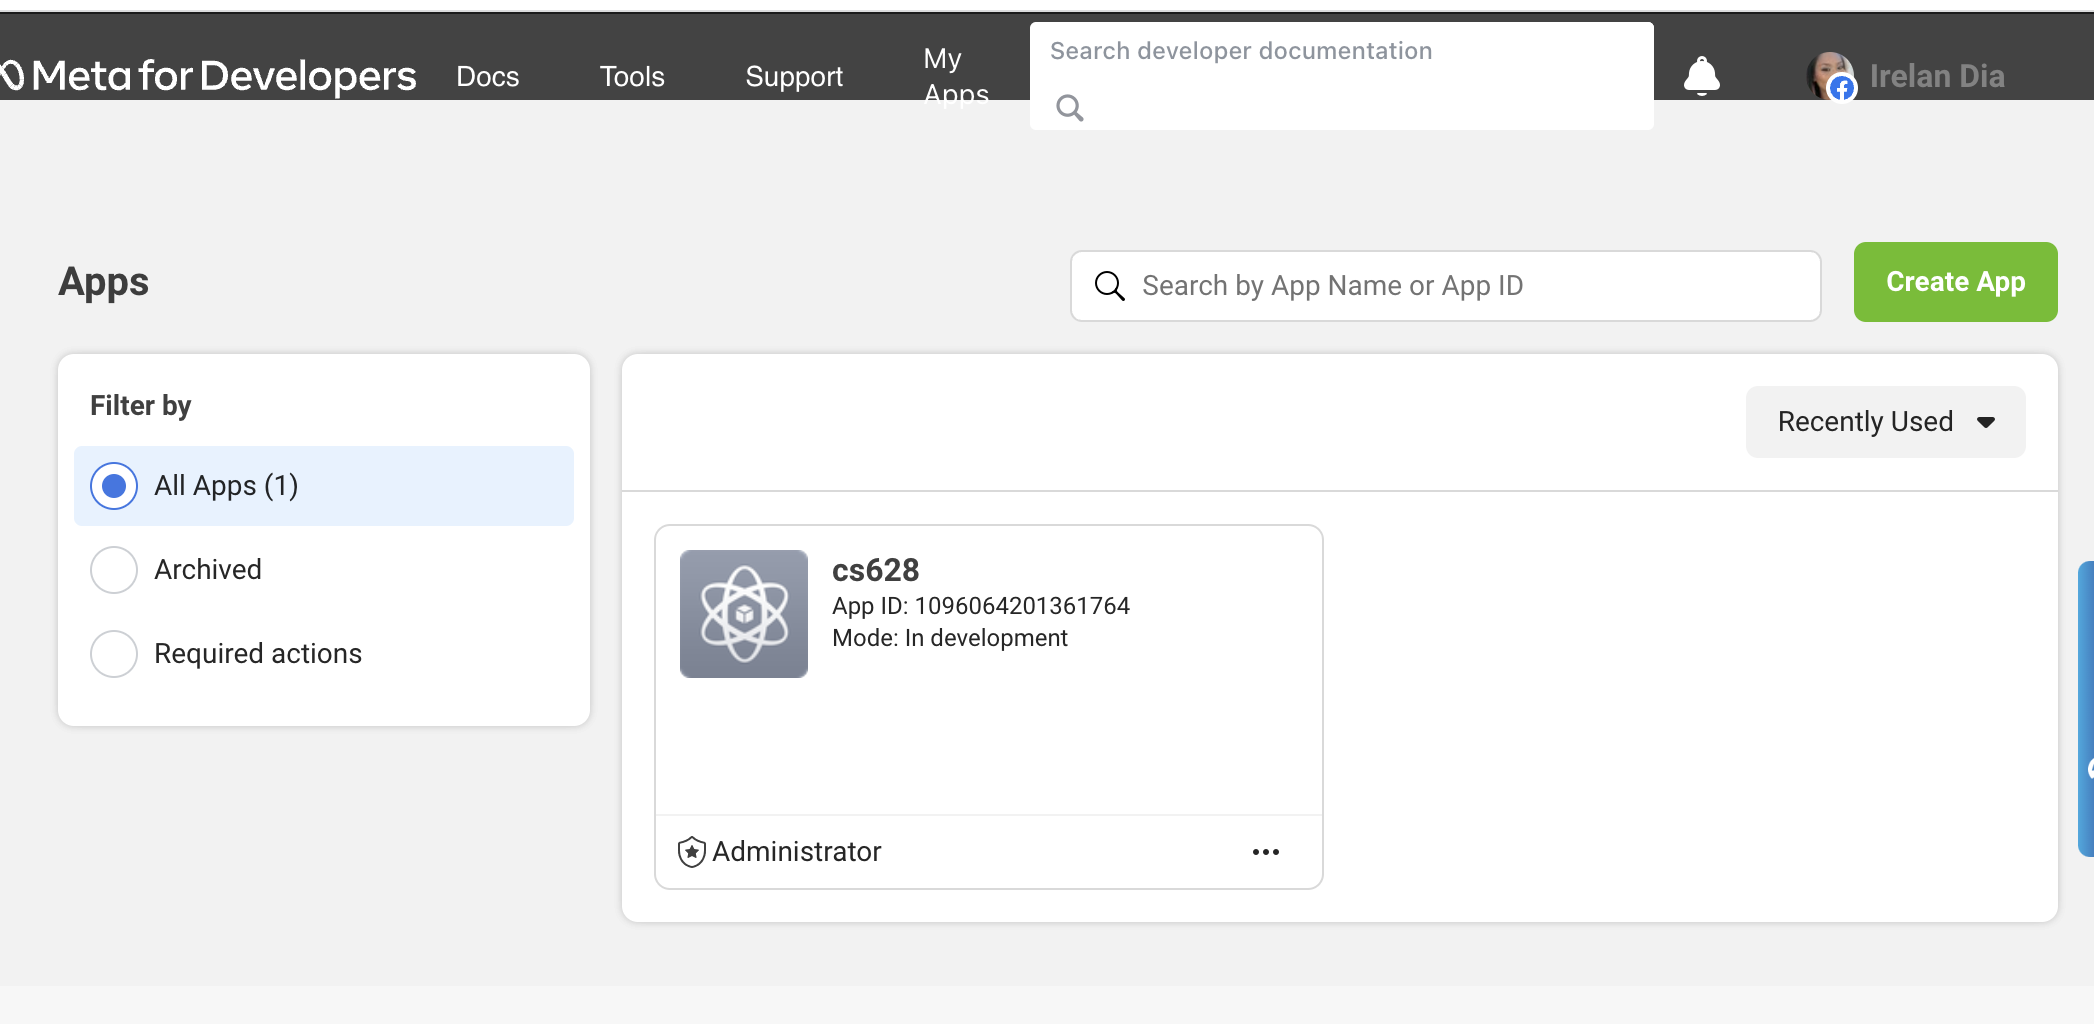 Meta for Developers
Docs
Tools
Support
My
Apps
Search developer documentation
Irelan Dia
Apps
Search by App Name or App ID
Create App
Filter by
All Apps (1)
Archived
Required actions
Recently Used
cs628
App ID: 1096064201361764
Mode: In development
Administrator